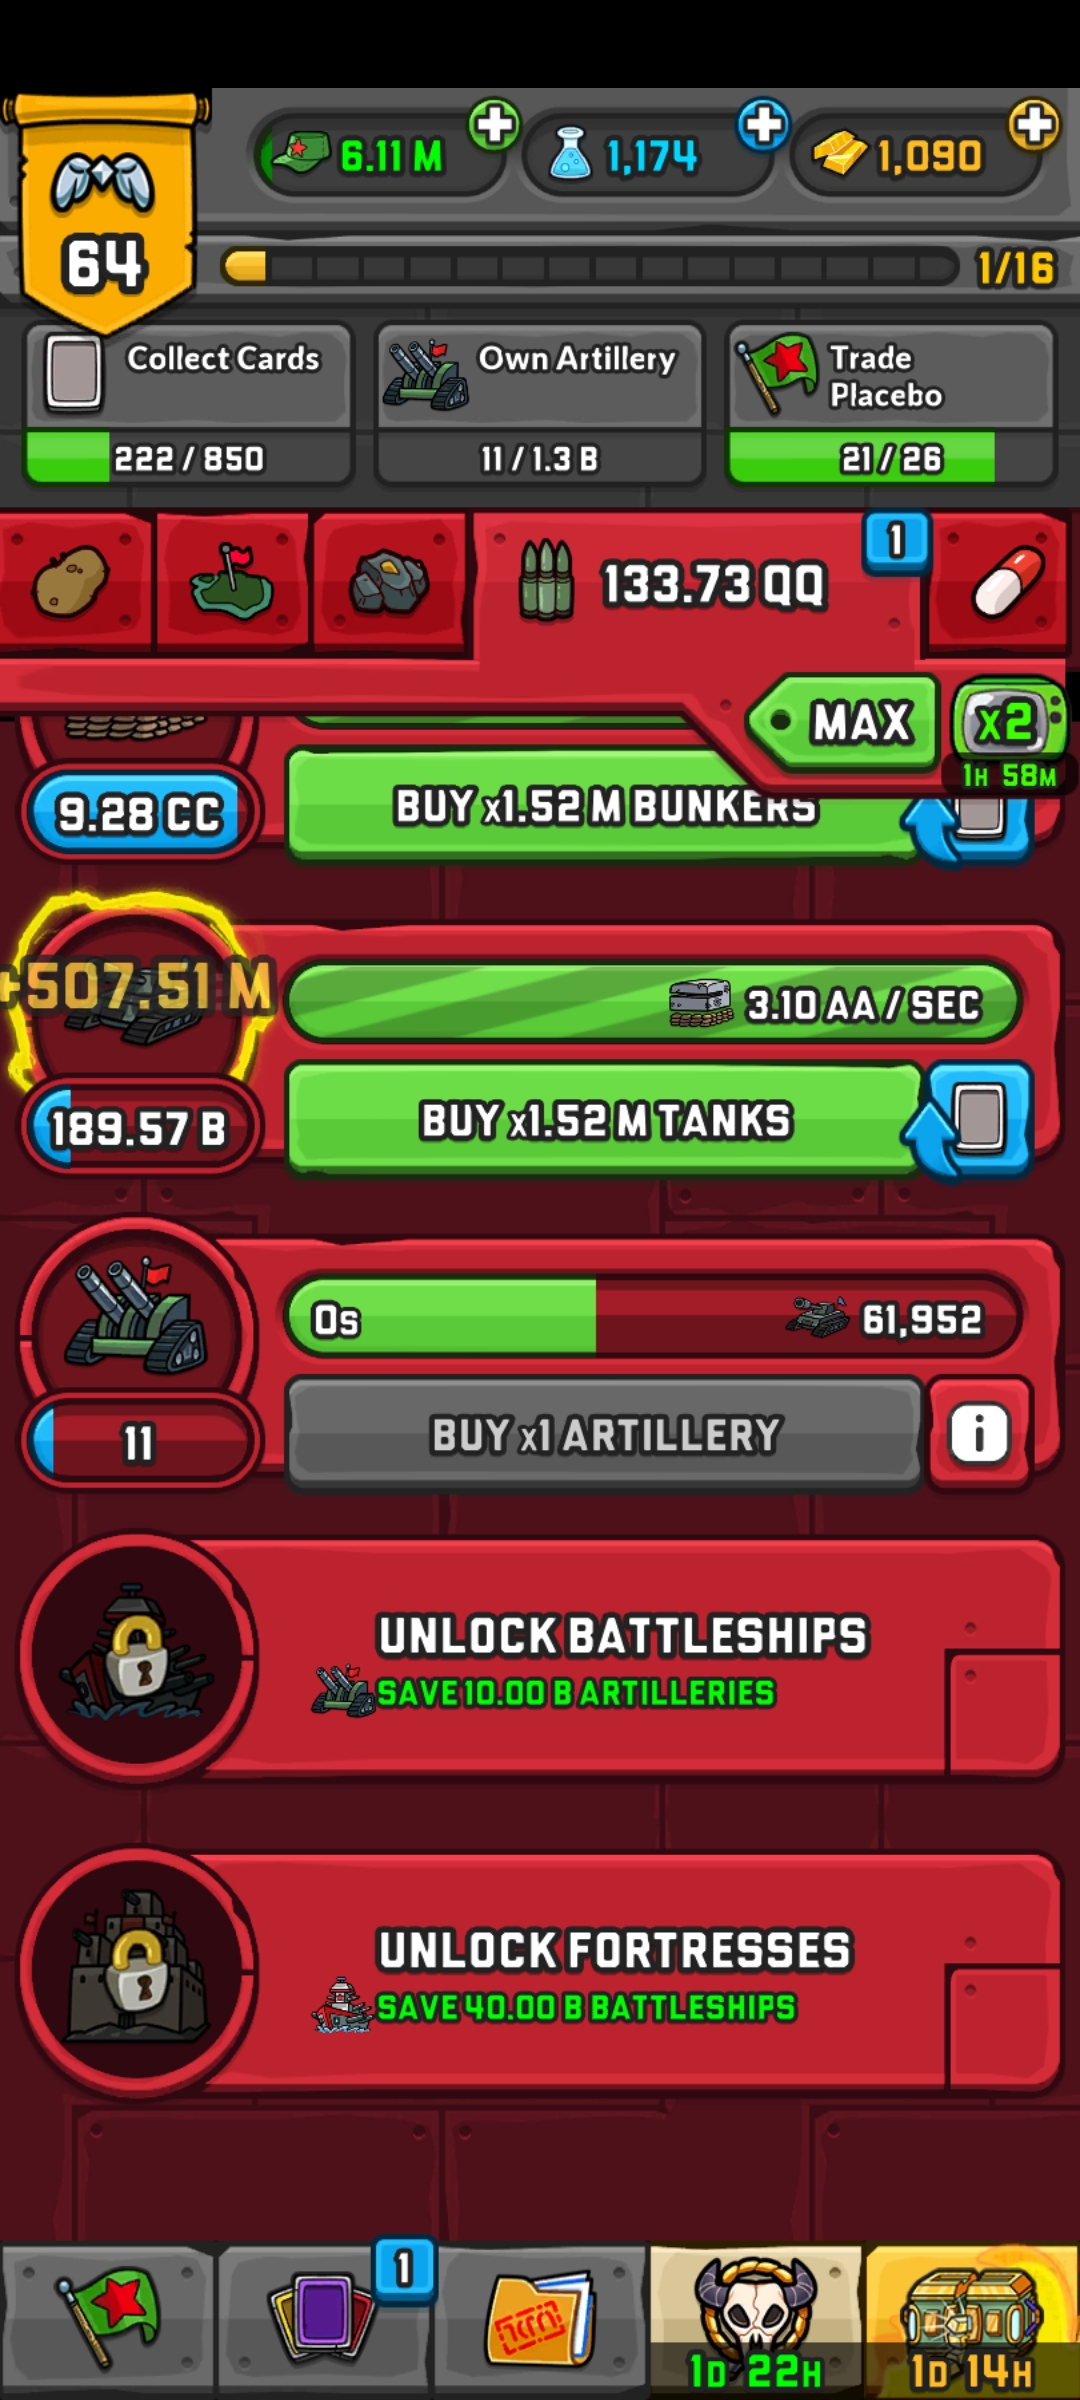 6.11 M
1,174
1,090
64
1/16
Collect Cards
222 / 850
Own Artillery
11 / 1.3 B
Trade
Placebo
21 / 26
133.73 QQ
1
MAX
X2
1H 58M
9.28 CC
BUY x1.52 M BUNKERS
+507.51 M
3.10 AA / SEC
189.57 B
BUY x1.52 M TANKS
0s
61,952
11
BUY x1 ARTILLERY
i
UNLOCK BATTLESHIPS
SAVE 10.00 B ARTILLERIES
UNLOCK FORTRESSES
SAVE 40.00 B BATTLESHIPS
1
1D 22H
1D 14H